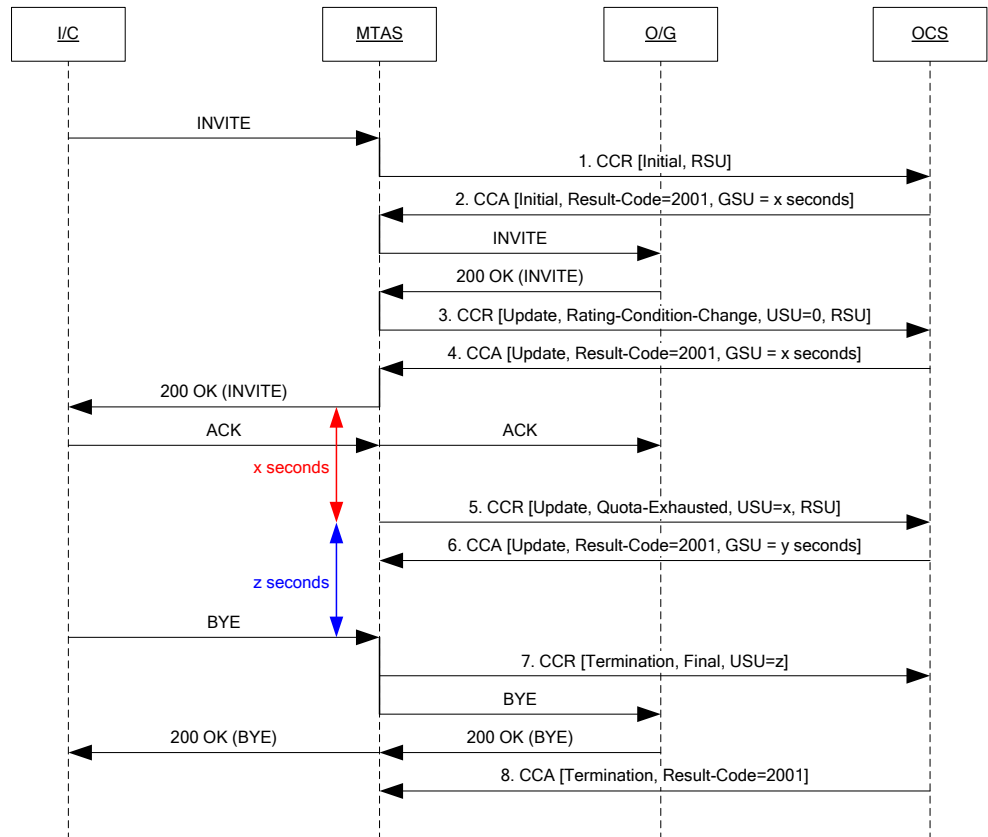 I/C
MTAS
O/G
OCS
INVITE
1. CCR [Initial, RSU]
2. CCA [Initial, Result-Code=2001, GSU = x seconds]
INVITE
200 OK (INVITE)
3. CCR [Update, Rating-Condition-Change, USU=0, RSU]
4. CCA [Update, Result-Code=2001, GSU = x seconds]
200 OK (INVITE)
ACK
ACK
x seconds
5. CCR [Update, Quota-Exhausted, USU=x, RSU]
6. CCA [Update, Result-Code=2001, GSU = y seconds]
z seconds
BYE
7. CCR [Termination, Final, USU=z]
BYE
200 OK (BYE)
200 OK (BYE)
8. CCA [Termination, Result-Code=2001]